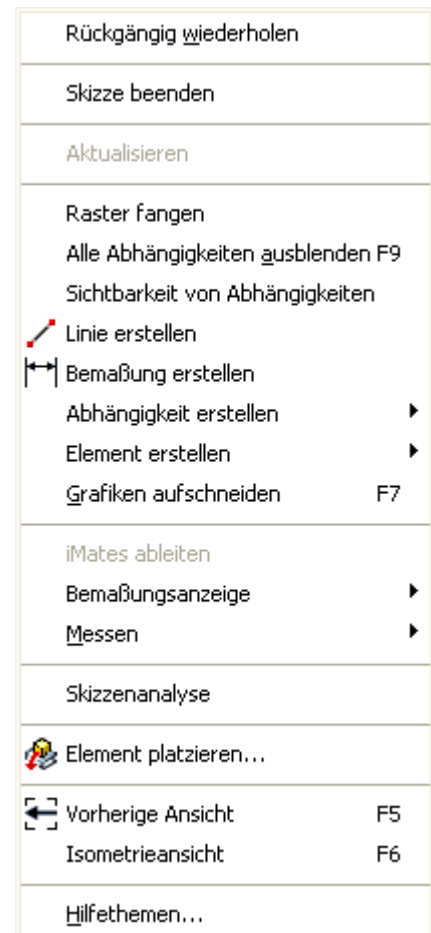 Rückgängig wiederholen
Skizze beenden
Aktualisieren
Raster fangen
Alle Abhängigkeiten ausblenden F9
Sichtbarkeit von Abhängigkeiten
Linie erstellen
Bemaßung erstellen
Abhängigkeit erstellen
Element erstellen
Grafiken aufschneiden F7
iMates ableiten
Bemaßungsanzeige
Messen
Skizzenanalyse
Element platzieren...
Vorherige Ansicht F5
Isometrieansicht F6
Hilfethemen...